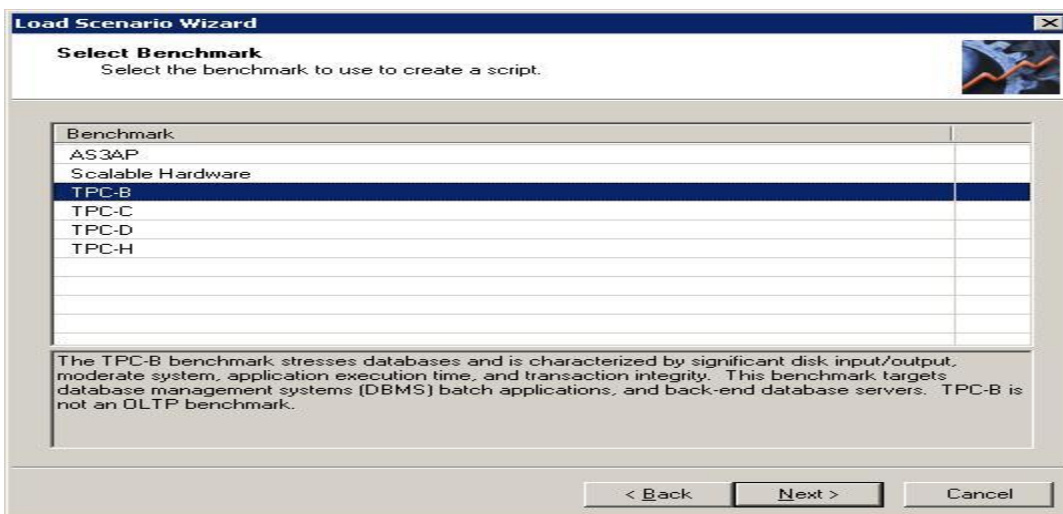 Load Scenario Wizard
Select Benchmark
Select the benchmark to use to create a script.
Benchmark
AS3AP
Scalable Hardware
TPC-B
TPC-C
TPC-D
TPC-H
The TPC-B benchmark stresses databases and is characterized by significant disk input/output,
moderate system, application execution time, and transaction integrity. This benchmark targets
database management systems (DBMS) batch applications, and back-end database servers. TPC-B is
not an OLTP benchmark.
< Back
Next >
Cancel